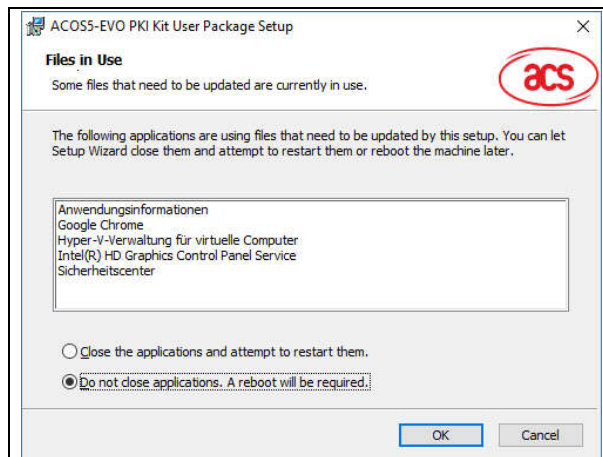 ACOS5-EVO PKI Kit User Package Setup
Files in Use
Some files that need to be updated are currently in use.
acs
The following applications are using files that need to be updated by this setup. You can let
Setup Wizard close them and attempt to restart them or reboot the machine later.
Anwendungsinformationen
Google Chrome
Hyper-V-Verwaltung für virtuelle Computer
Intel(R) HD Graphics Control Panel Service
Sicherheitscenter
Close the applications and attempt to restart them.
Do not close applications. A reboot will be required.
OK Cancel